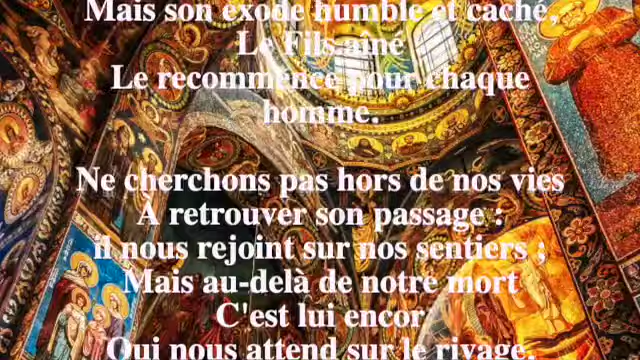 Mais son exode humble et caché,
Le Fils aîné
Le recommence pour chaque
homme.
Ne cherchons pas hors de nos vies
À retrouver son passage :
il nous rejoint sur nos sentiers ;
Mais au-delà de notre mort
C'est lui encor
Qui nous attend sur le rivage.